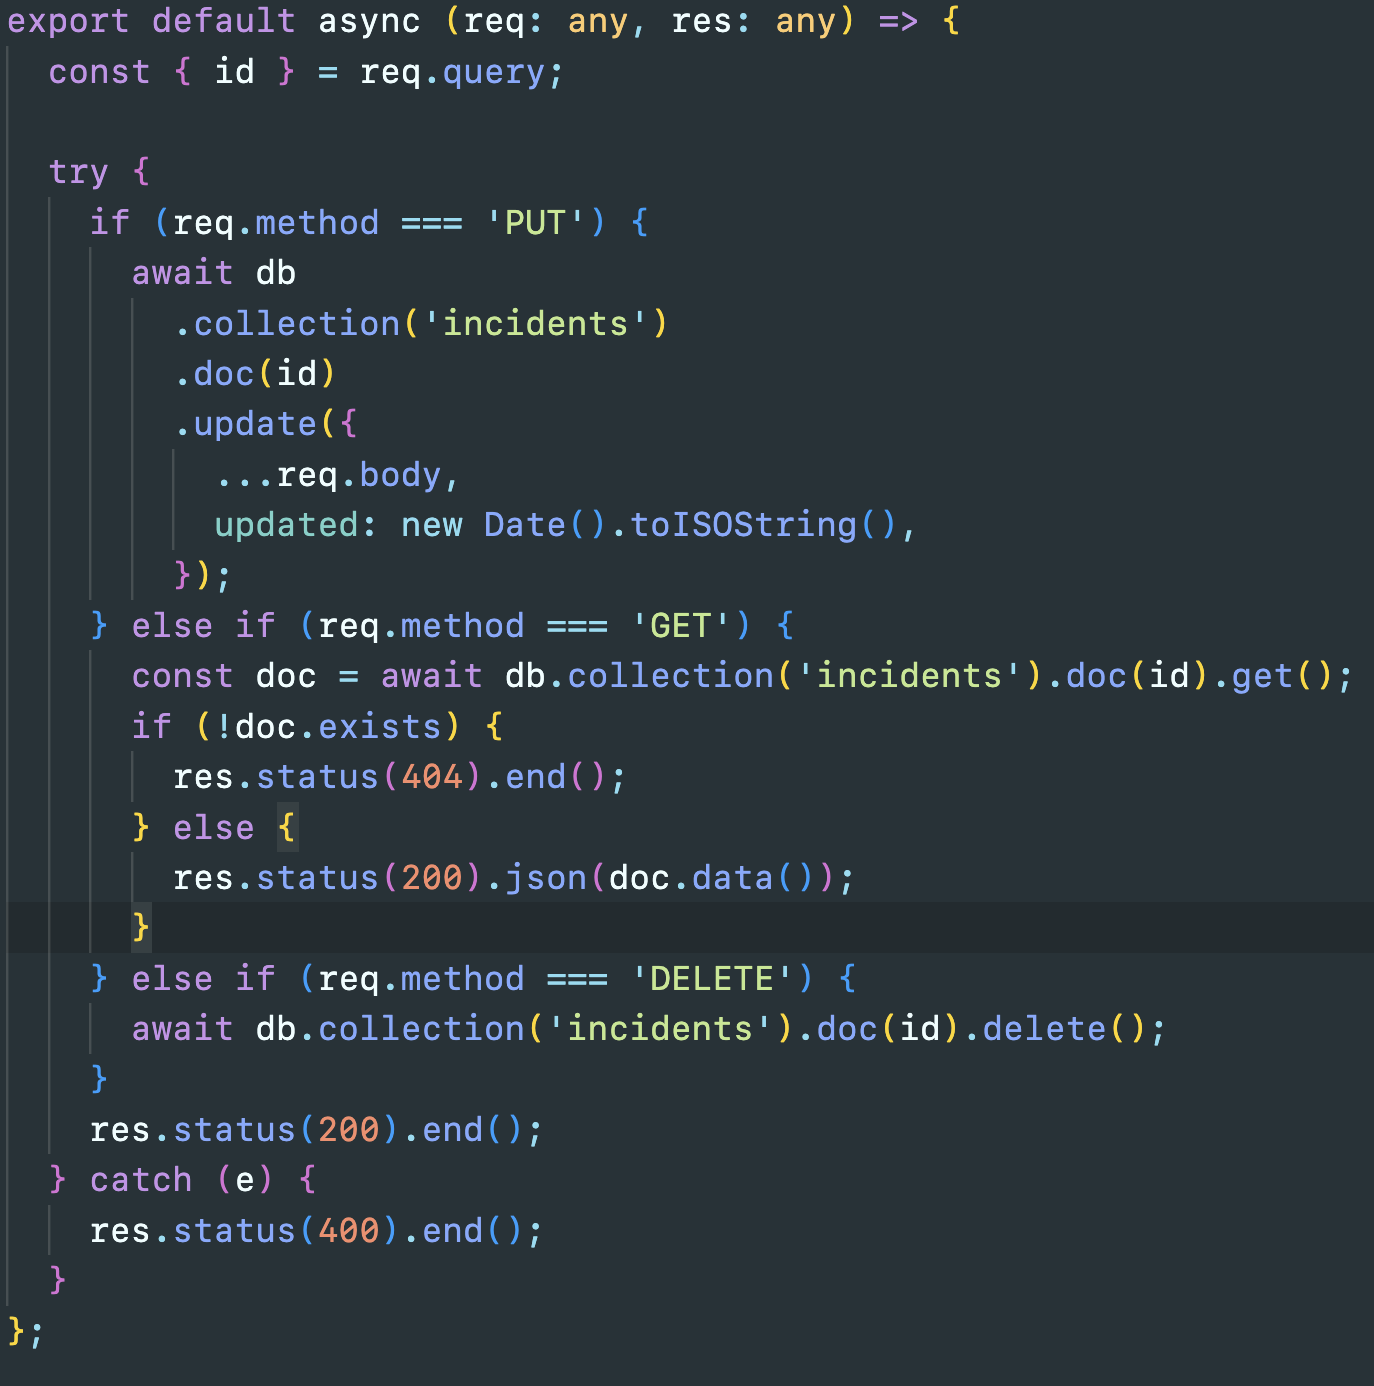 export default async (req: any, res: any) => {
  const { id } = req.query;

  try {
    if (req.method === 'PUT') {
      await db
        .collection('incidents')
        .doc(id)
        .update({
          ...req.body,
          updated: new Date().toISOString(),
        });
    } else if (req.method === 'GET') {
      const doc = await db.collection('incidents').doc(id).get();
      if (!doc.exists) {
        res.status(404).end();
      } else {
        res.status(200).json(doc.data());
      }
    } else if (req.method === 'DELETE') {
      await db.collection('incidents').doc(id).delete();
    }
    res.status(200).end();
  } catch (e) {
    res.status(400).end();
  }
};